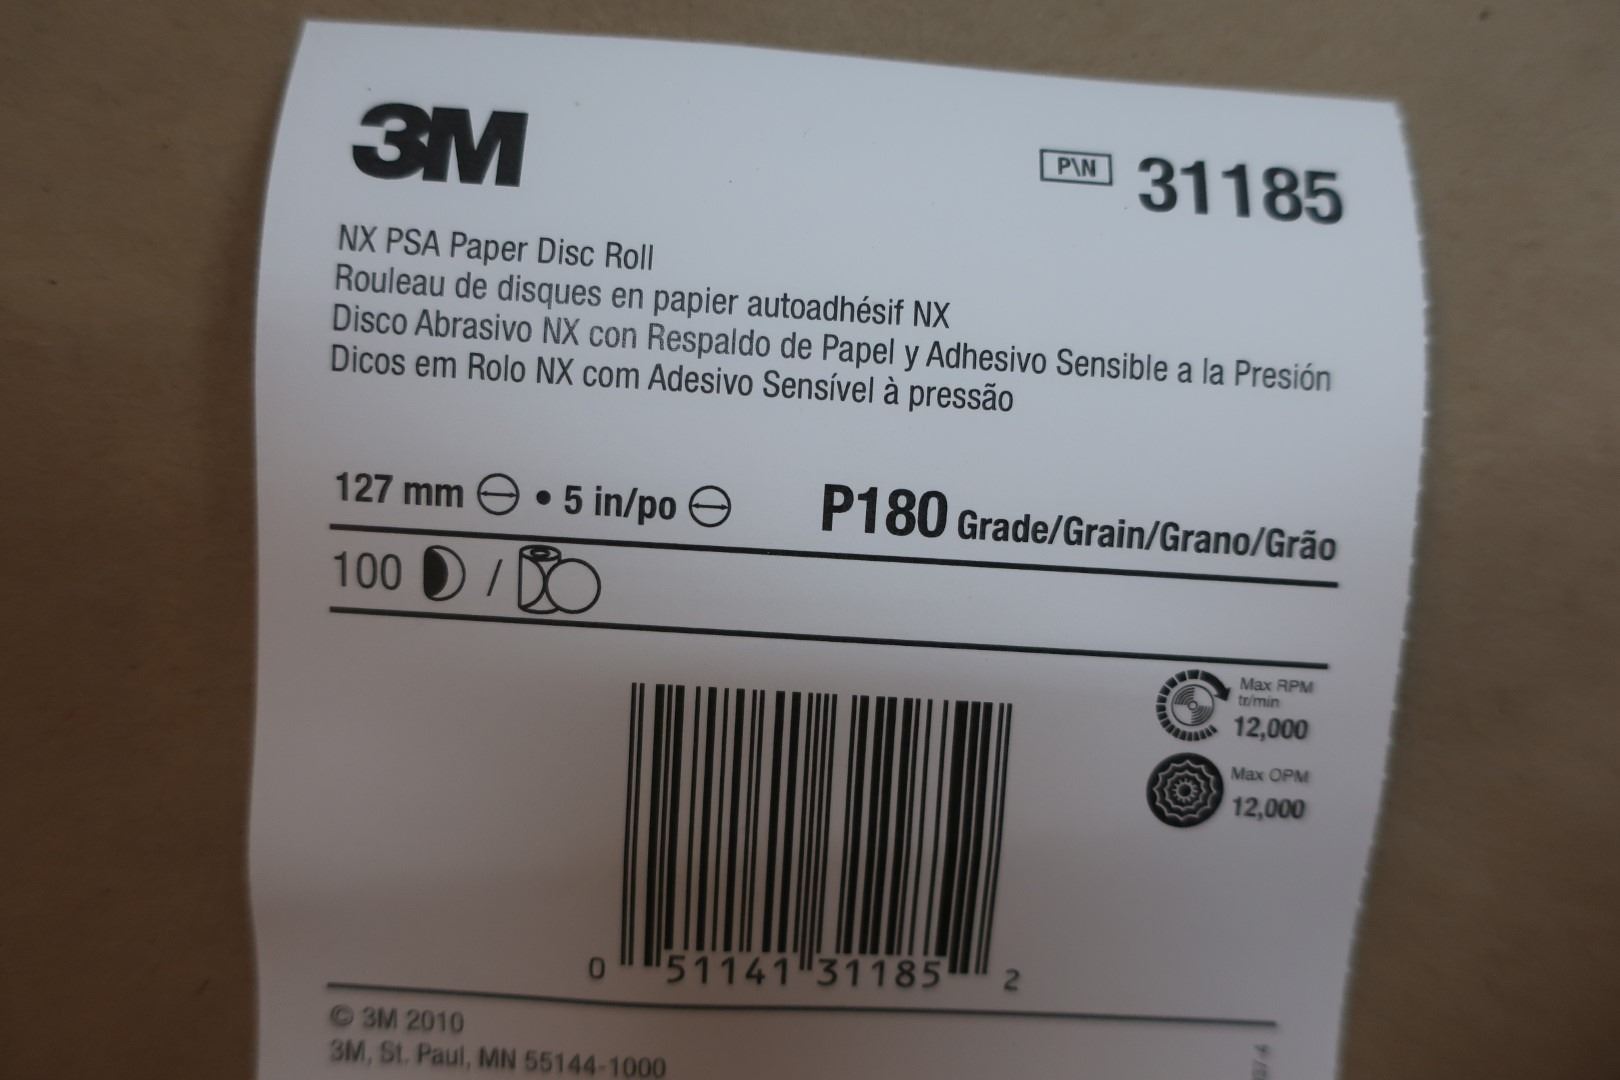 3M
P\N 31185
NX PSA Paper Disc Roll
Rouleau de disques en papier autoadhésif NX
Disco Abrasivo NX con Respaldo de Papel y Adhesivo Sensible a la Presión
Dicos em Rolo NX com Adesivo Sensível à pressão
127 mm • 5 in/po P180 Grade/Grain/Grano/Grão
100 /
Max RPM
tr/min
12,000
Max OPM
12,000
0 51141 31185 2
© 3M 2010
3M, St. Paul, MN 55144-1000